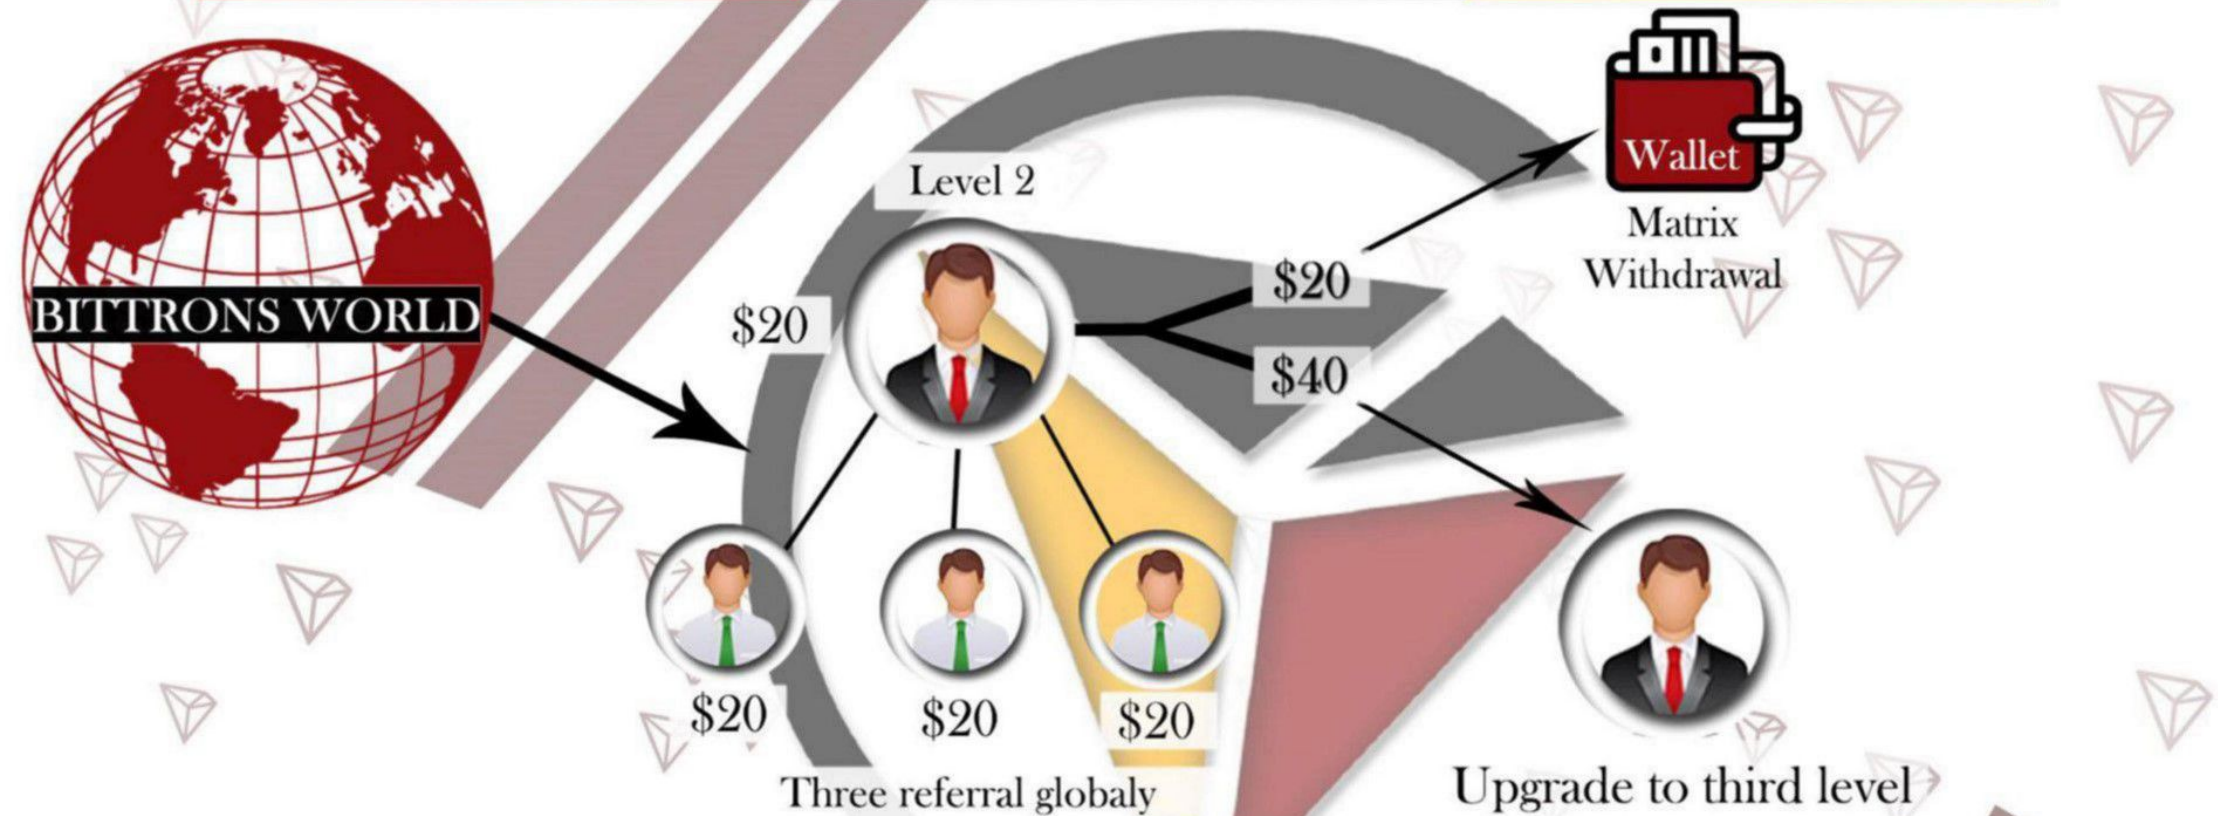 BITTRONS WORLD
Level 2
$20
$20
$40
Wallet
Matrix
Withdrawal
$20
$20
$20
Three referral globaly
Upgrade to third level